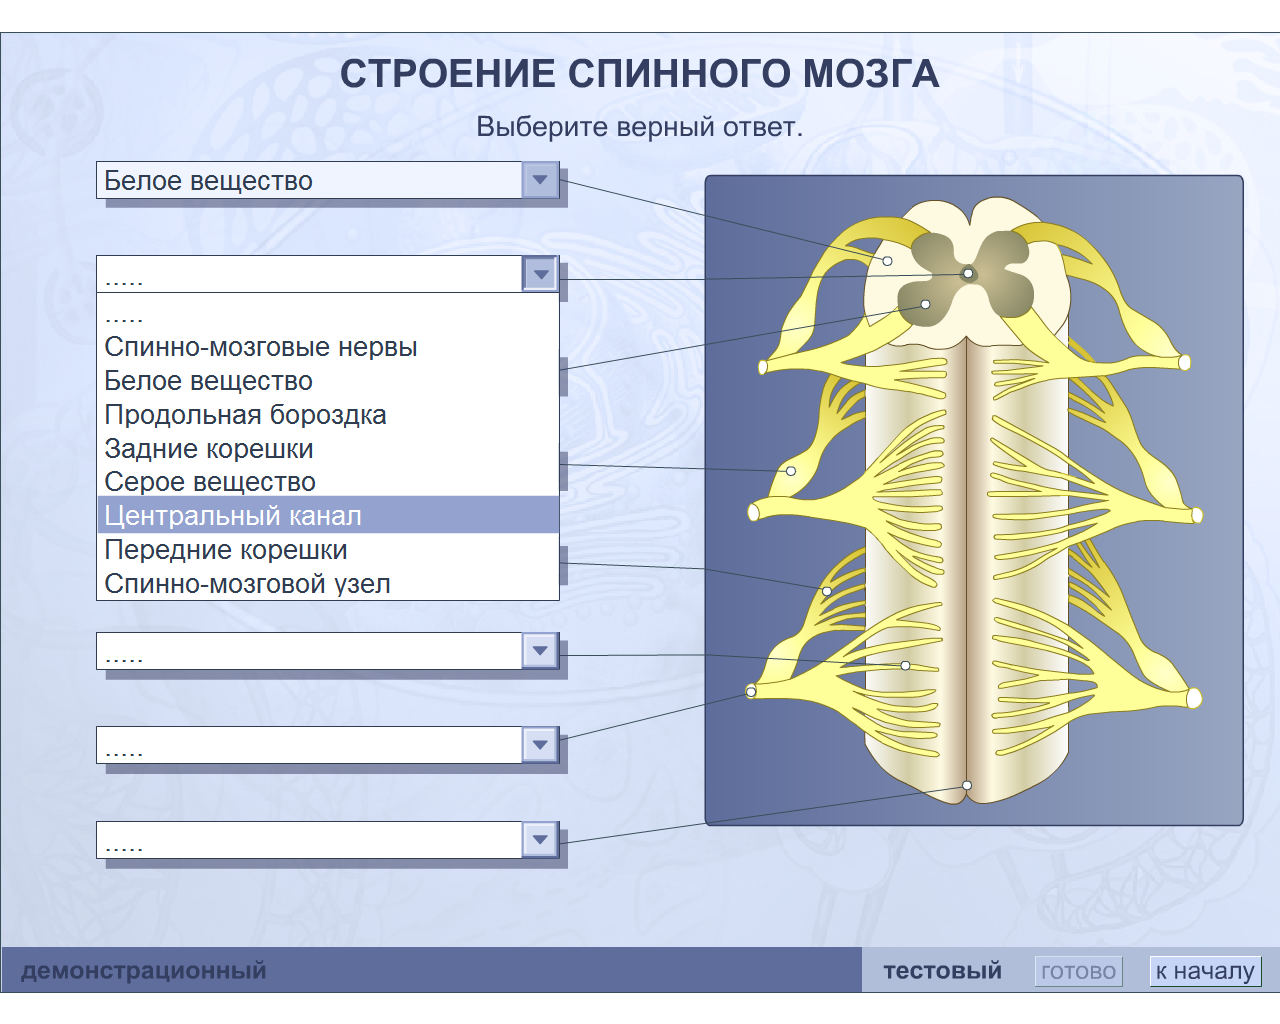 СТРОЕНИЕ СПИННОГО МОЗГА
Выберите верный ответ.
Белое вещество
.....
.....
Спинно-мозговые нервы
Белое вещество
Продольная бороздка
Задние корешки
Серое вещество
Центральный канал
Передние корешки
Спинно-мозговой узел
.....
.....
.....
демонстрационный
тестовый
готово
к началу